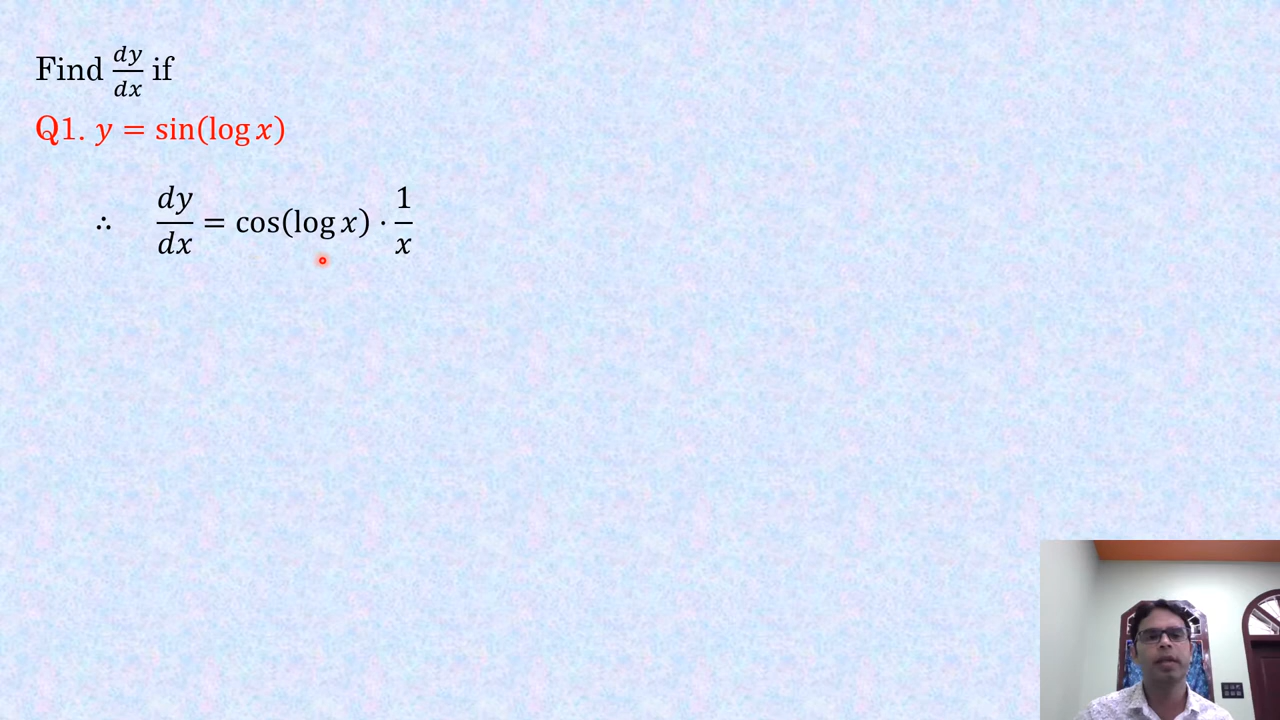 Find dy/dx if
Q1. y = sin(log x)
∴ dy/dx = cos(log x) · 1/x